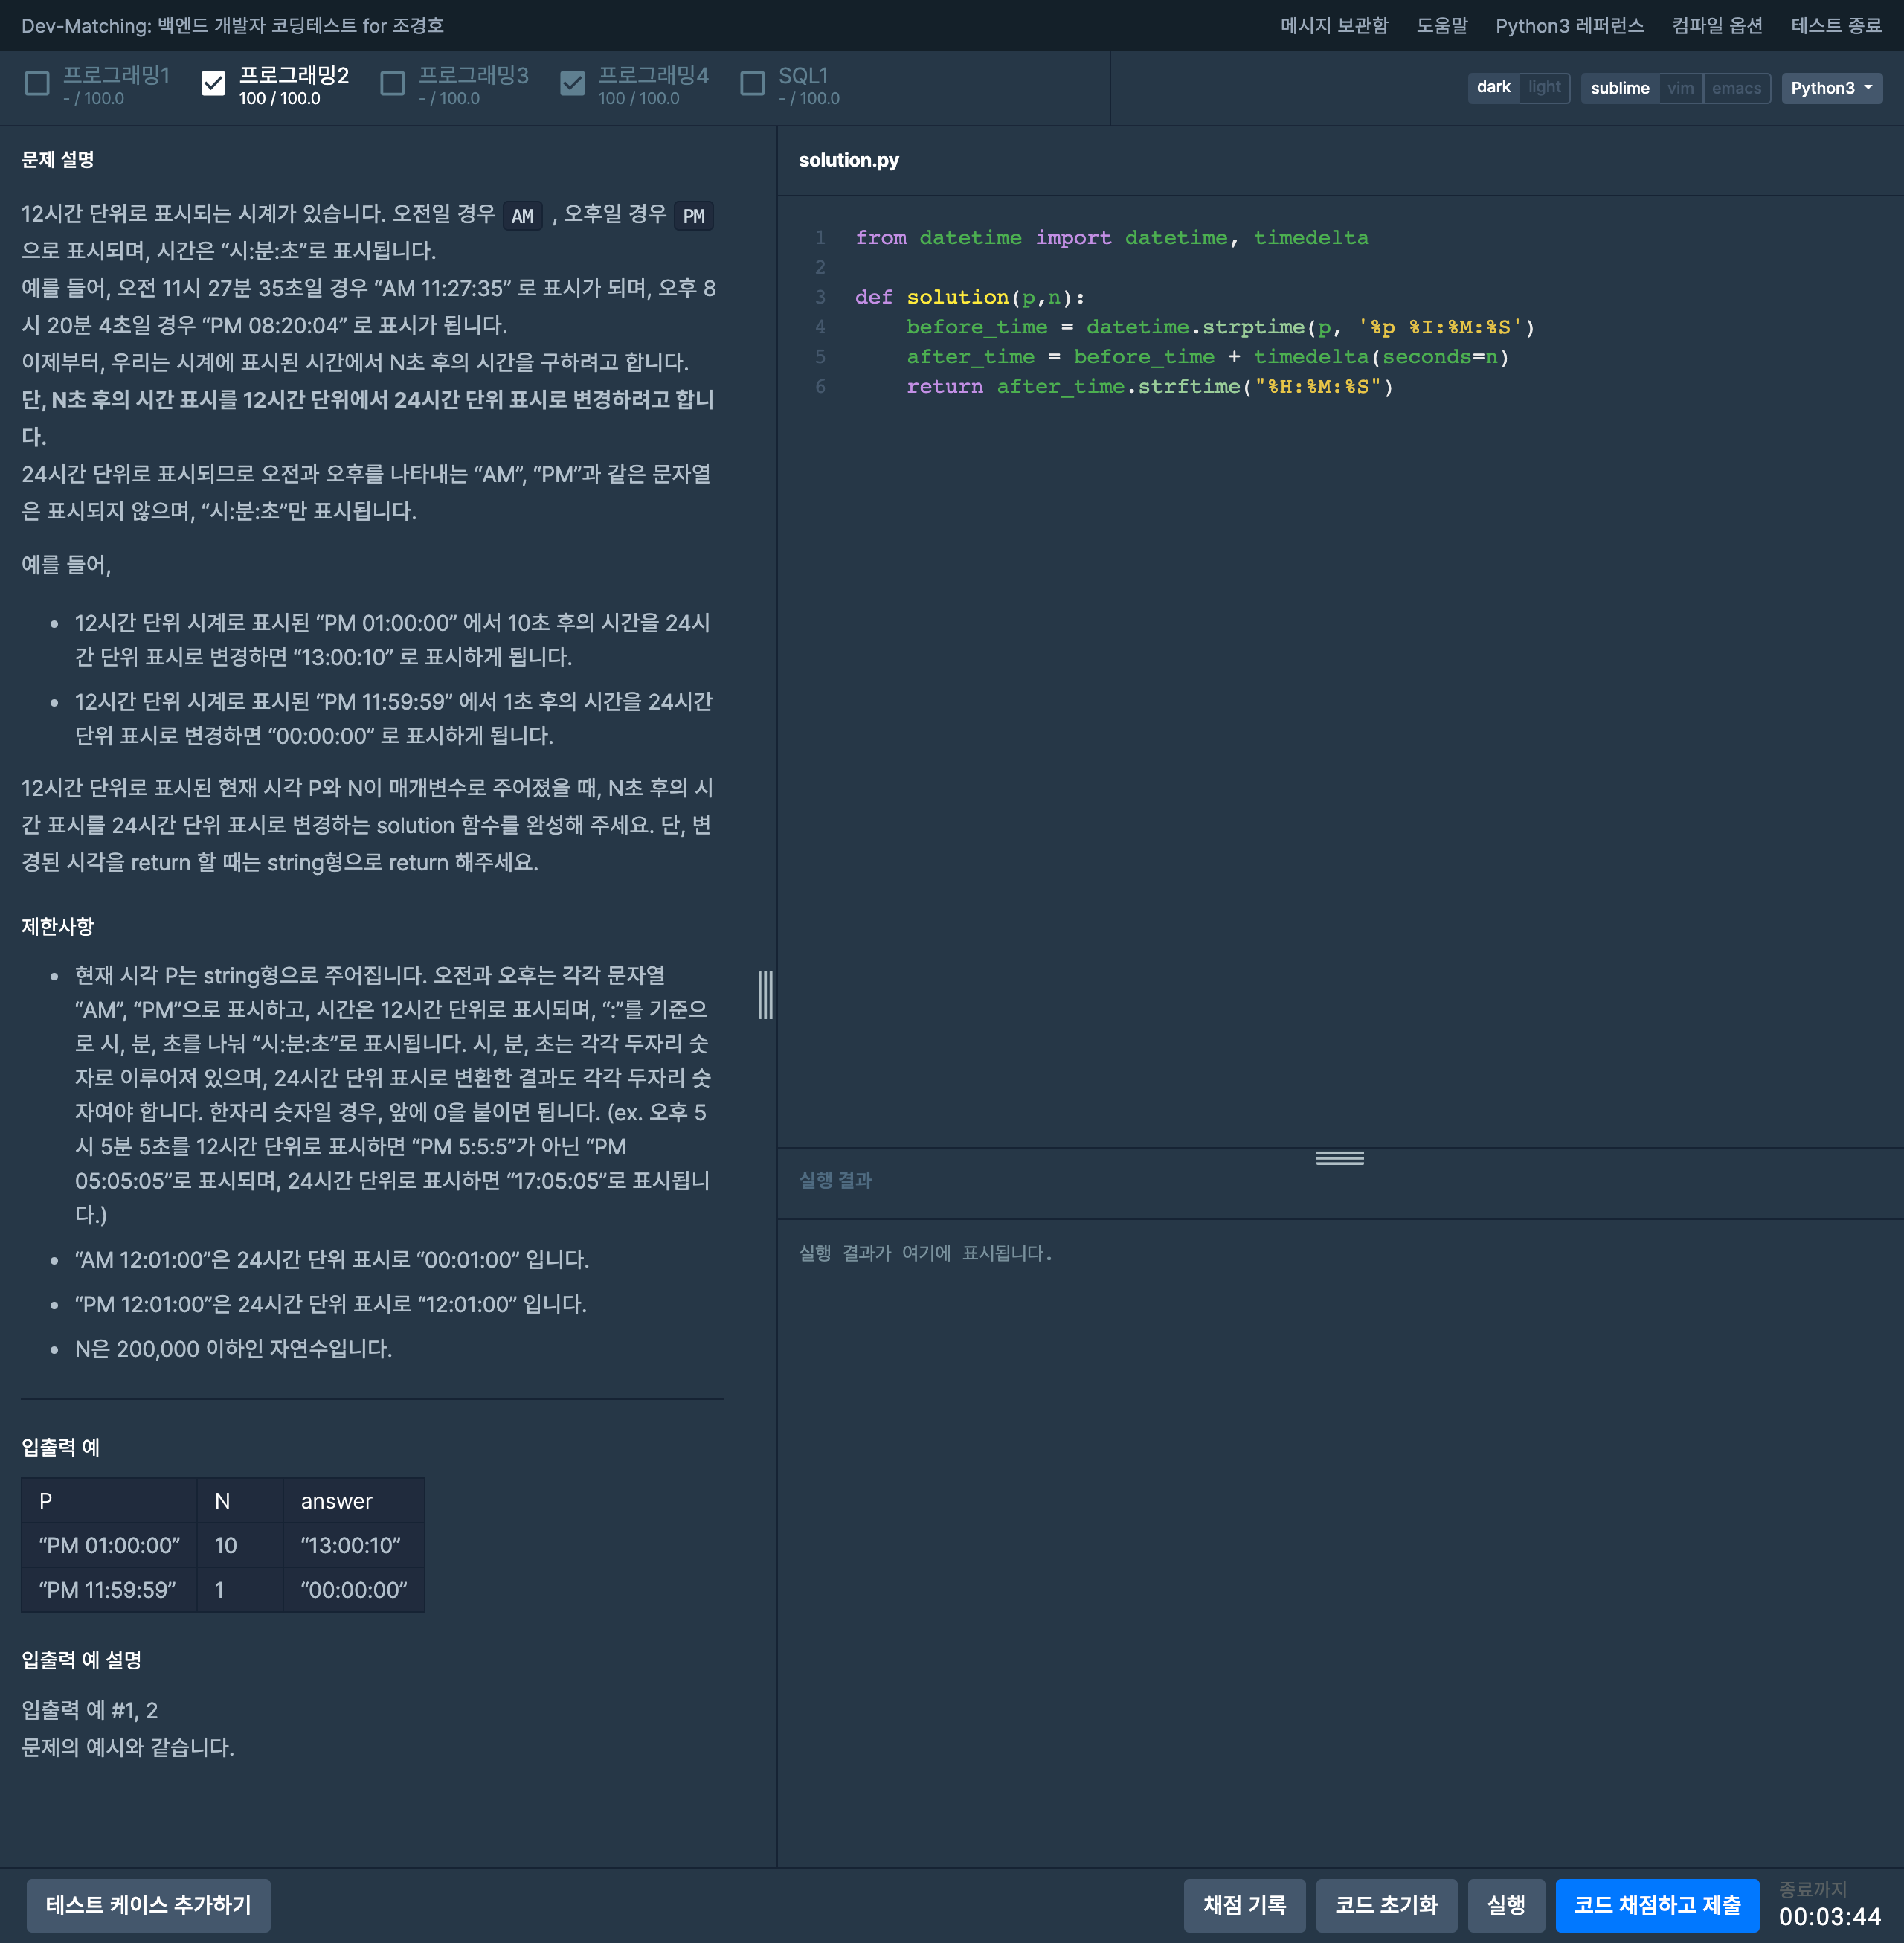 Dev-Matching: 백엔드 개발자 코딩테스트 for 조경호
메시지 보관함 도움말 Python3 레퍼런스 컴파일 옵션 테스트 종료
프로그래밍1
- / 100.0
프로그래밍2
100 / 100.0
프로그래밍3
- / 100.0
프로그래밍4
100 / 100.0
SQL1
- / 100.0
dark light sublime vim emacs Python3
문제 설명
12시간 단위로 표시되는 시계가 있습니다. 오전일 경우 AM , 오후일 경우 PM
으로 표시되며, 시간은 “시:분:초”로 표시됩니다.
예를 들어, 오전 11시 27분 35초일 경우 “AM 11:27:35” 로 표시가 되며, 오후 8
시 20분 4초일 경우 “PM 08:20:04” 로 표시가 됩니다.
이제부터, 우리는 시계에 표시된 시간에서 N초 후의 시간을 구하려고 합니다.
단, N초 후의 시간 표시를 12시간 단위에서 24시간 단위 표시로 변경하려고 합니
다.
24시간 단위로 표시되므로 오전과 오후를 나타내는 “AM”, “PM”과 같은 문자열
은 표시되지 않으며, “시:분:초”만 표시됩니다.
예를 들어,
• 12시간 단위 시계로 표시된 “PM 01:00:00” 에서 10초 후의 시간을 24시
간 단위 표시로 변경하면 “13:00:10” 로 표시하게 됩니다.
• 12시간 단위 시계로 표시된 “PM 11:59:59” 에서 1초 후의 시간을 24시간
단위 표시로 변경하면 “00:00:00” 로 표시하게 됩니다.
12시간 단위로 표시된 현재 시각 P와 N이 매개변수로 주어졌을 때, N초 후의 시
간 표시를 24시간 단위 표시로 변경하는 solution 함수를 완성해 주세요. 단, 변
경된 시각을 return 할 때는 string형으로 return 해주세요.
제한사항
• 현재 시각 P는 string형으로 주어집니다. 오전과 오후는 각각 문자열
“AM”, “PM”으로 표시하고, 시간은 12시간 단위로 표시되며, “:”를 기준으
로 시, 분, 초를 나눠 “시:분:초”로 표시됩니다. 시, 분, 초는 각각 두자리 숫
자로 이루어져 있으며, 24시간 단위 표시로 변환한 결과도 각각 두자리 숫
자여야 합니다. 한자리 숫자일 경우, 앞에 0을 붙이면 됩니다. (ex. 오후 5
시 5분 5초를 12시간 단위로 표시하면 “PM 5:5:5”가 아닌 “PM
05:05:05”로 표시되며, 24시간 단위로 표시하면 “17:05:05”로 표시됩니
다.)
• “AM 12:01:00”은 24시간 단위 표시로 “00:01:00” 입니다.
• “PM 12:01:00”은 24시간 단위 표시로 “12:01:00” 입니다.
• N은 200,000 이하인 자연수입니다.
입출력 예
P N answer
“PM 01:00:00” 10 “13:00:10”
“PM 11:59:59” 1 “00:00:00”
입출력 예 설명
입출력 예 #1, 2
문제의 예시와 같습니다.
solution.py
1 from datetime import datetime, timedelta
2
3 def solution(p,n):
4     before_time = datetime.strptime(p, '%p %I:%M:%S')
5     after_time = before_time + timedelta(seconds=n)
6     return after_time.strftime("%H:%M:%S")
실행 결과
실행 결과가 여기에 표시됩니다.
테스트 케이스 추가하기
채점 기록 코드 초기화 실행 코드 채점하고 제출
종료까지
00:03:44